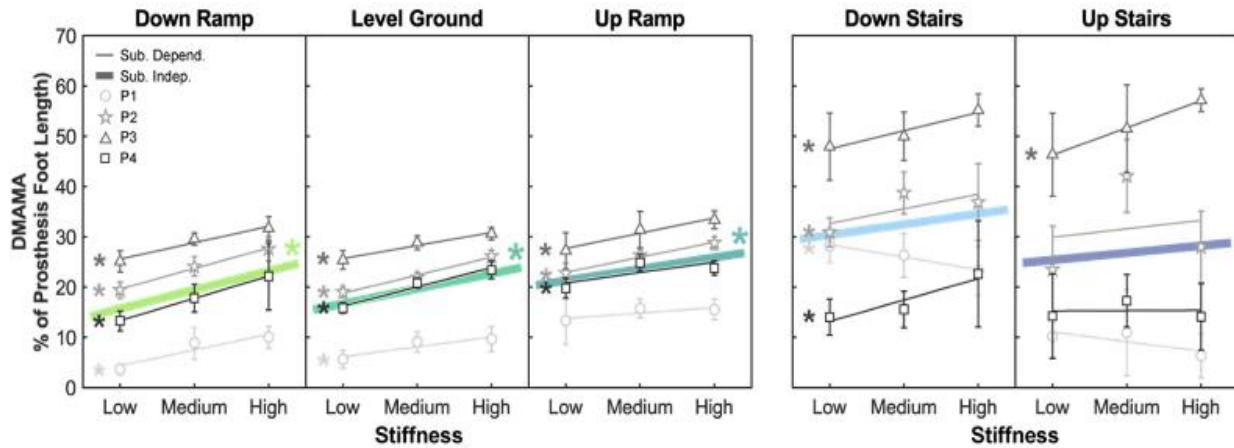 Down Ramp Level Ground Up Ramp Down Stairs Up Stairs
DMAMA
% of Prosthesis Foot Length
70
60
50
40
30
20
10
0
Sub. Depend.
Sub. Indep.
P1
P2
P3
P4
* * * * *
* * * *
* * * *
* *
* * *
Low Medium High Low Medium High Low Medium High Low Medium High Low Medium High
Stiffness Stiffness